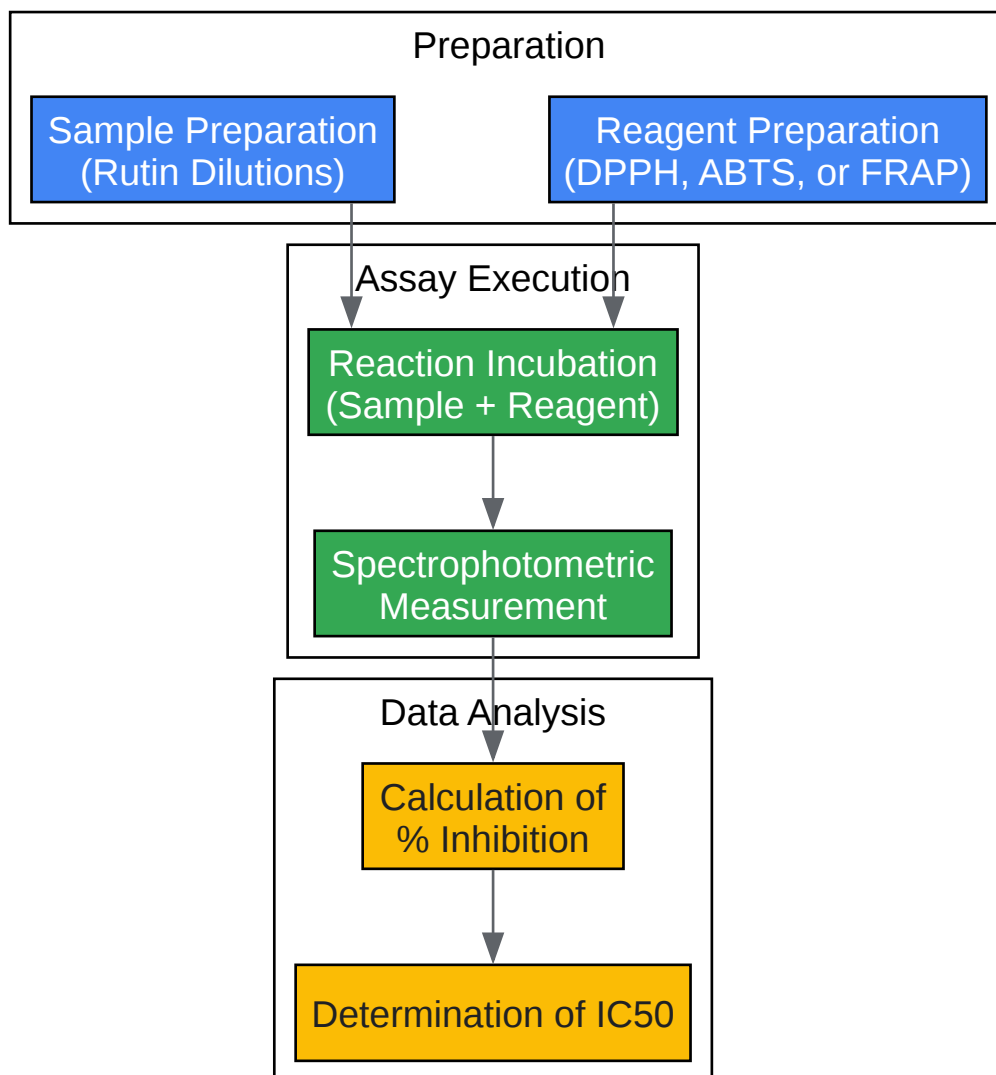 Preparation
Sample Preparation
(Rutin Dilutions)
Reagent Preparation
(DPPH, ABTS, or FRAP)
Assay Execution
Reaction Incubation
(Sample + Reagent)
Spectrophotometric
Measurement
Data Analysis
Calculation of
% Inhibition
Determination of IC50